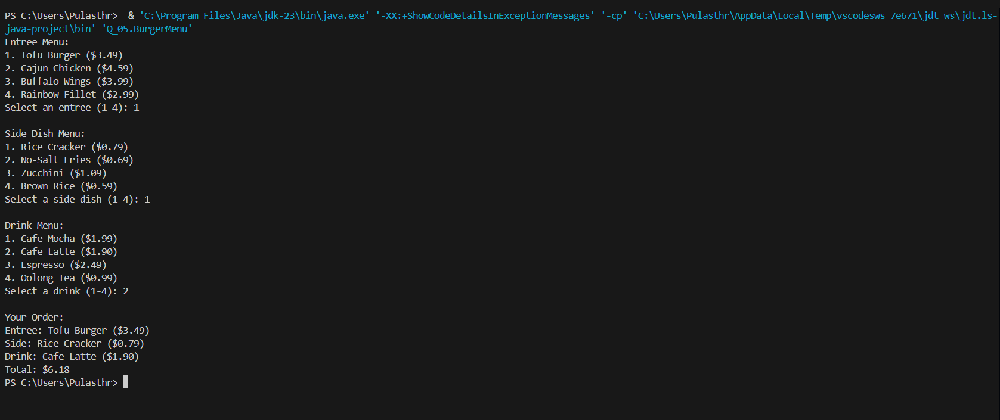 PS C:\Users\Pulasthr>  & 'C:\Program Files\Java\jdk-23\bin\java.exe' '-XX:+ShowCodeDetailsInExceptionMessages' '-cp' 'C:\Users\Pulasthr\AppData\Local\Temp\vscodesws_7e671\jdt_ws\jdt.ls-
java-project\bin' 'Q_05.BurgerMenu'
Entree Menu:
1. Tofu Burger ($3.49)
2. Cajun Chicken ($4.59)
3. Buffalo Wings ($3.99)
4. Rainbow Fillet ($2.99)
Select an entree (1-4): 1

Side Dish Menu:
1. Rice Cracker ($0.79)
2. No-Salt Fries ($0.69)
3. Zucchini ($1.09)
4. Brown Rice ($0.59)
Select a side dish (1-4): 1

Drink Menu:
1. Cafe Mocha ($1.99)
2. Cafe Latte ($1.90)
3. Espresso ($2.49)
4. Oolong Tea ($0.99)
Select a drink (1-4): 2

Your Order:
Entree: Tofu Burger ($3.49)
Side: Rice Cracker ($0.79)
Drink: Cafe Latte ($1.90)
Total: $6.18
PS C:\Users\Pulasthr>